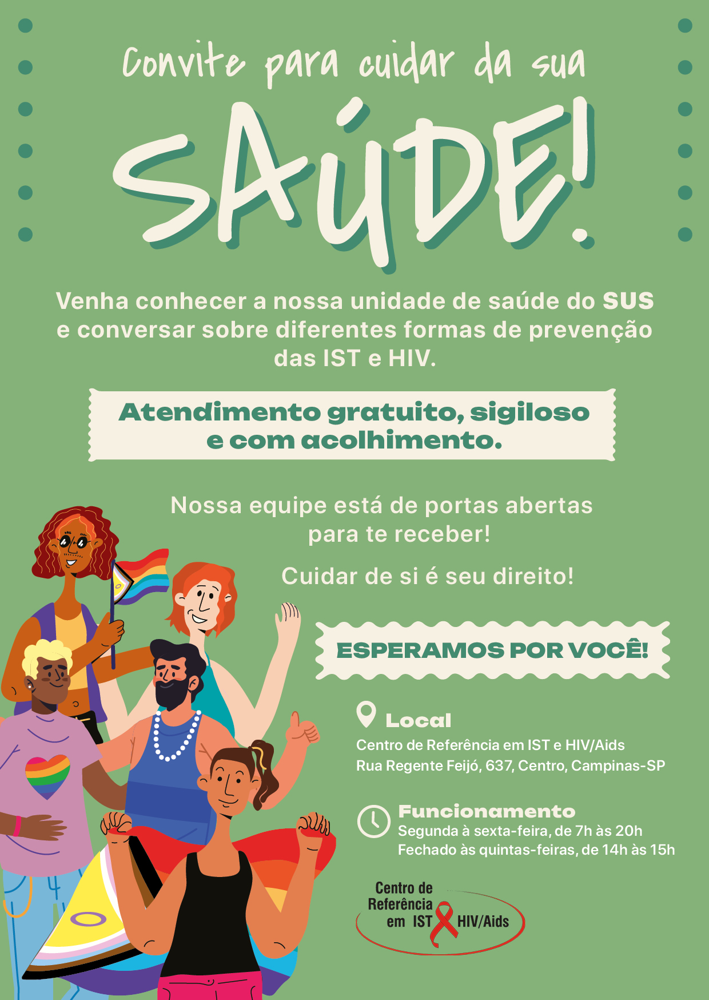 Convite para cuidar da sua
SAÚDE!
Venha conhecer a nossa unidade de saúde do SUS
e conversar sobre diferentes formas de prevenção
das IST e HIV.
Atendimento gratuito, sigiloso
e com acolhimento.
Nossa equipe está de portas abertas
para te receber!
Cuidar de si é seu direito!
ESPERAMOS POR VOCÊ!
Local
Centro de Referência em IST e HIV/Aids
Rua Regente Feijó, 637, Centro, Campinas-SP
Funcionamento
Segunda à sexta-feira, de 7h às 20h
Fechado às quintas-feiras, de 14h às 15h
Centro de
Referência
em IST HIV/Aids